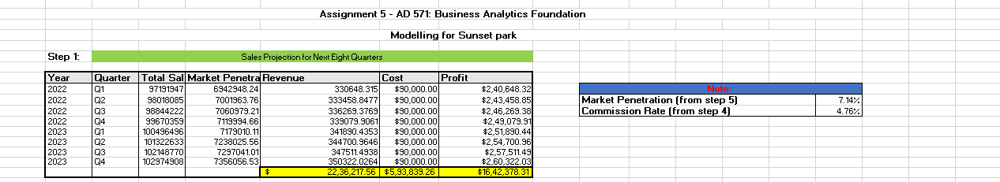 Assignment 5 - AD 571: Business Analytics Foundation
Modelling for Sunset park
Step 1: Sales Projection for Next Eight Quarters
Year Quarter Total Sal Market Penetra Revenue Cost Profit
2022 Q1 97191947 6942948.24 330648.315 $90,000.00 $2,40,648.32
2022 Q2 98018085 7001963.76 333458.8477 $90,000.00 $2,43,458.85
2022 Q3 98844222 7060979.21 336269.3769 $90,000.00 $2,46,269.38
2022 Q4 99670359 7119994.66 339079.9061 $90,000.00 $2,49,079.91
2023 Q1 100496496 7179010.11 341890.4353 $90,000.00 $2,51,890.44
2023 Q2 101322633 7238025.56 344700.9646 $90,000.00 $2,54,700.96
2023 Q3 102148770 7297041.01 347511.4938 $90,000.00 $2,57,511.49
2023 Q4 102974908 7356056.53 350322.0264 $90,000.00 $2,60,322.03
$ 22,36,217.56 $5,93,839.26 $16,42,378.31
Note:
Market Penetration (from step 5) 7.14%
Commission Rate (from step 4) 4.76%